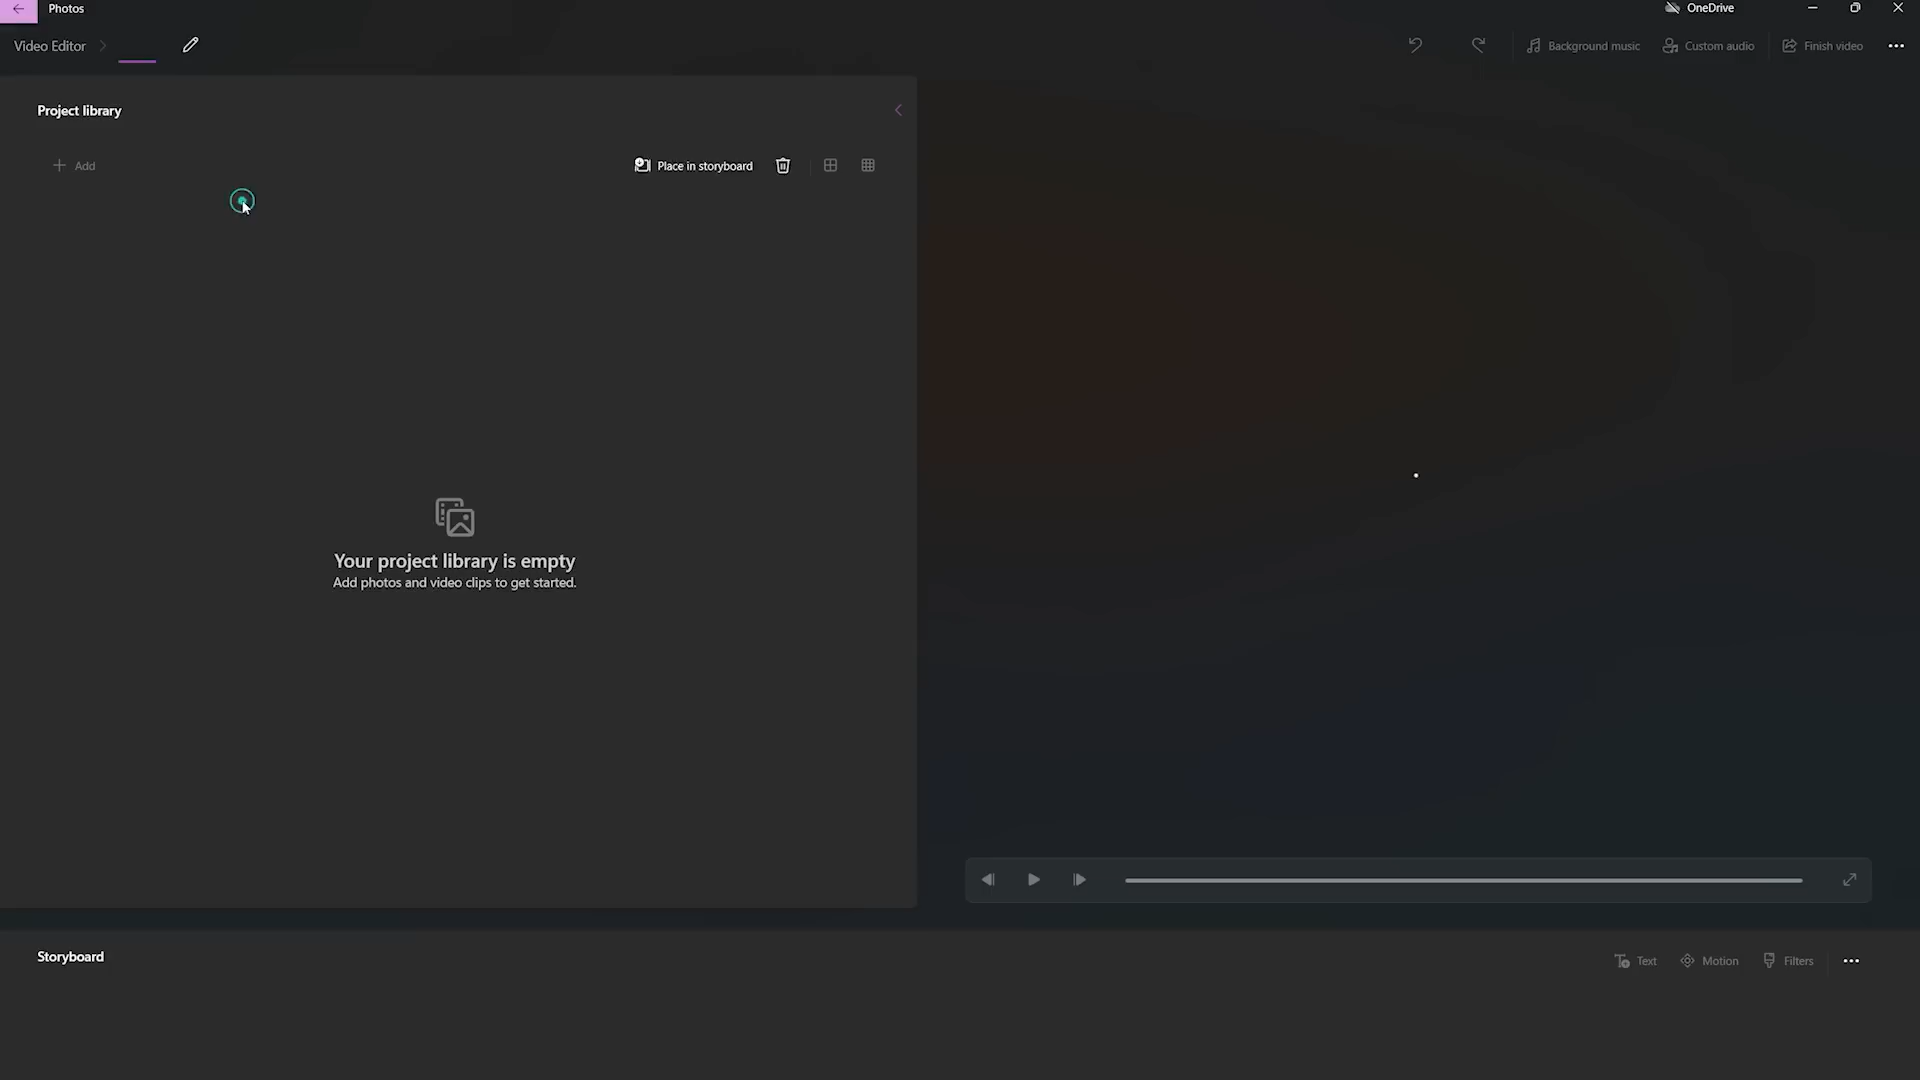 Photos
OneDrive
Video Editor
Background music
Custom audio
Finish video
Project library
Add
Place in storyboard
Your project library is empty
Add photos and video clips to get started.
Storyboard
Text
Motion
Filters